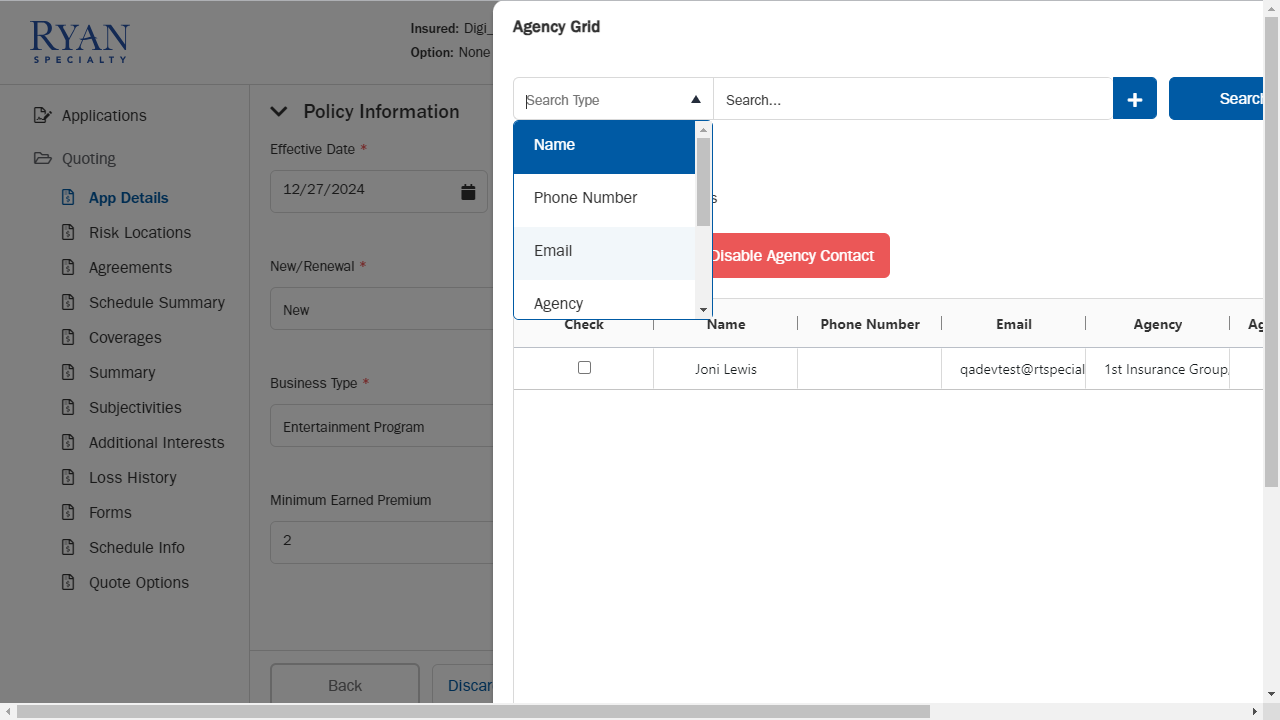 RYAN
SPECIALTY
Insured: Digi_
Option: None
Applications
Quoting
App Details
Risk Locations
Agreements
Schedule Summary
Coverages
Summary
Subjectivities
Additional Interests
Loss History
Forms
Schedule Info
Quote Options
Policy Information
Effective Date *
12/27/2024
New/Renewal *
New
Business Type *
Entertainment Program
Minimum Earned Premium
2
Back
Discar
Agency Grid
Search Type
Search...
Search
Name
Phone Number
Email
Agency
s
Disable Agency Contact
Check Name Phone Number Email Agency Ag
Joni Lewis qadevtest@rtspecial 1st Insurance Group